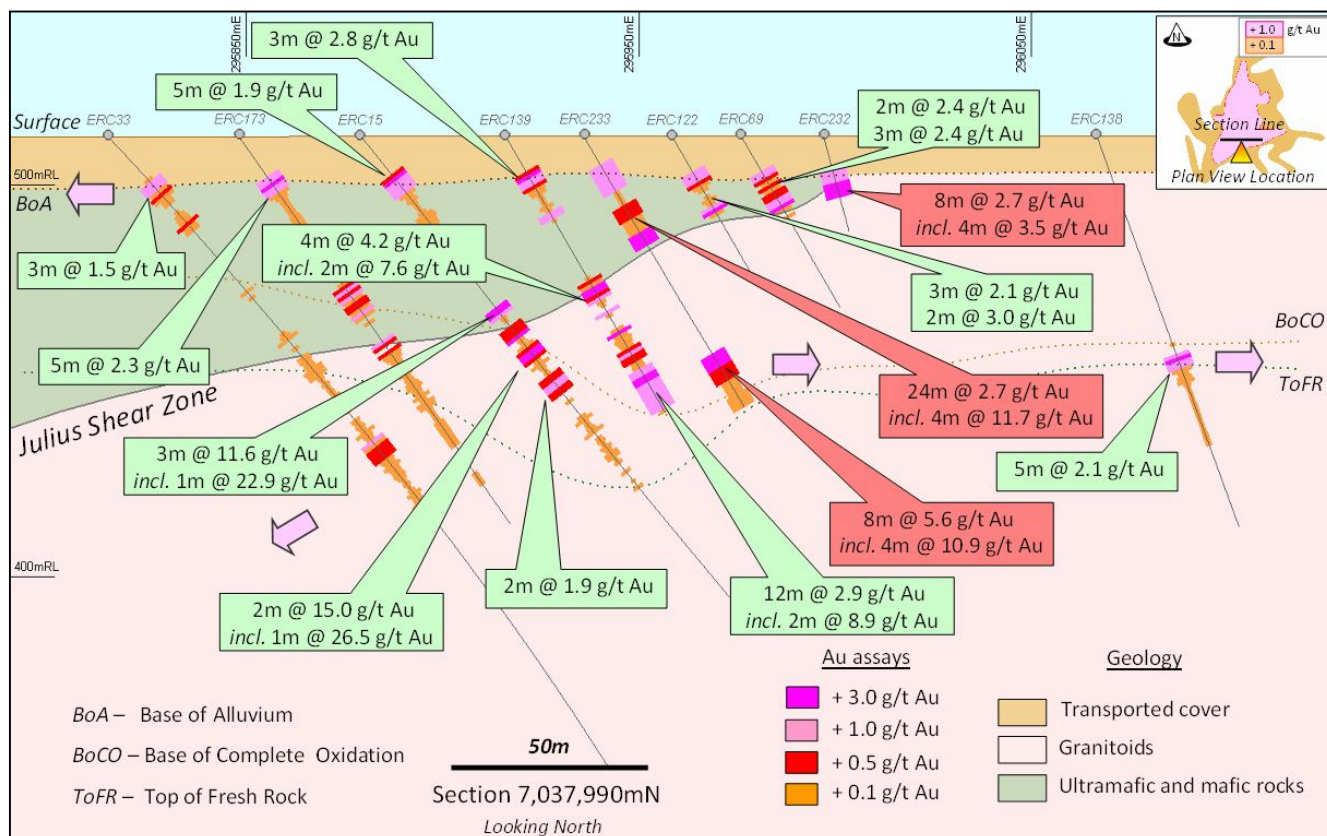 295850mE
295950mE
296050mE
3m @ 2.8 g/t Au
5m @ 1.9 g/t Au
2m @ 2.4 g/t Au
3m @ 2.4 g/t Au
N
+ 1.0 g/t Au
+ 0.1
Section Line
Plan View Location
Surface
ERC33
ERC173
ERC15
ERC139
ERC233
ERC122
ERC69
ERC232
ERC138
500mRL
BoA
8m @ 2.7 g/t Au
incl. 4m @ 3.5 g/t Au
3m @ 1.5 g/t Au
4m @ 4.2 g/t Au
incl. 2m @ 7.6 g/t Au
3m @ 2.1 g/t Au
2m @ 3.0 g/t Au
BoCO
ToFR
5m @ 2.3 g/t Au
Julius Shear Zone
24m @ 2.7 g/t Au
incl. 4m @ 11.7 g/t Au
3m @ 11.6 g/t Au
incl. 1m @ 22.9 g/t Au
5m @ 2.1 g/t Au
8m @ 5.6 g/t Au
incl. 4m @ 10.9 g/t Au
400mRL
2m @ 15.0 g/t Au
incl. 1m @ 26.5 g/t Au
2m @ 1.9 g/t Au
12m @ 2.9 g/t Au
incl. 2m @ 8.9 g/t Au
BoA – Base of Alluvium
BoCO – Base of Complete Oxidation
ToFR – Top of Fresh Rock
50m
Section 7,037,990mN
Looking North
Au assays
+ 3.0 g/t Au
+ 1.0 g/t Au
+ 0.5 g/t Au
+ 0.1 g/t Au
Geology
Transported cover
Granitoids
Ultramafic and mafic rocks